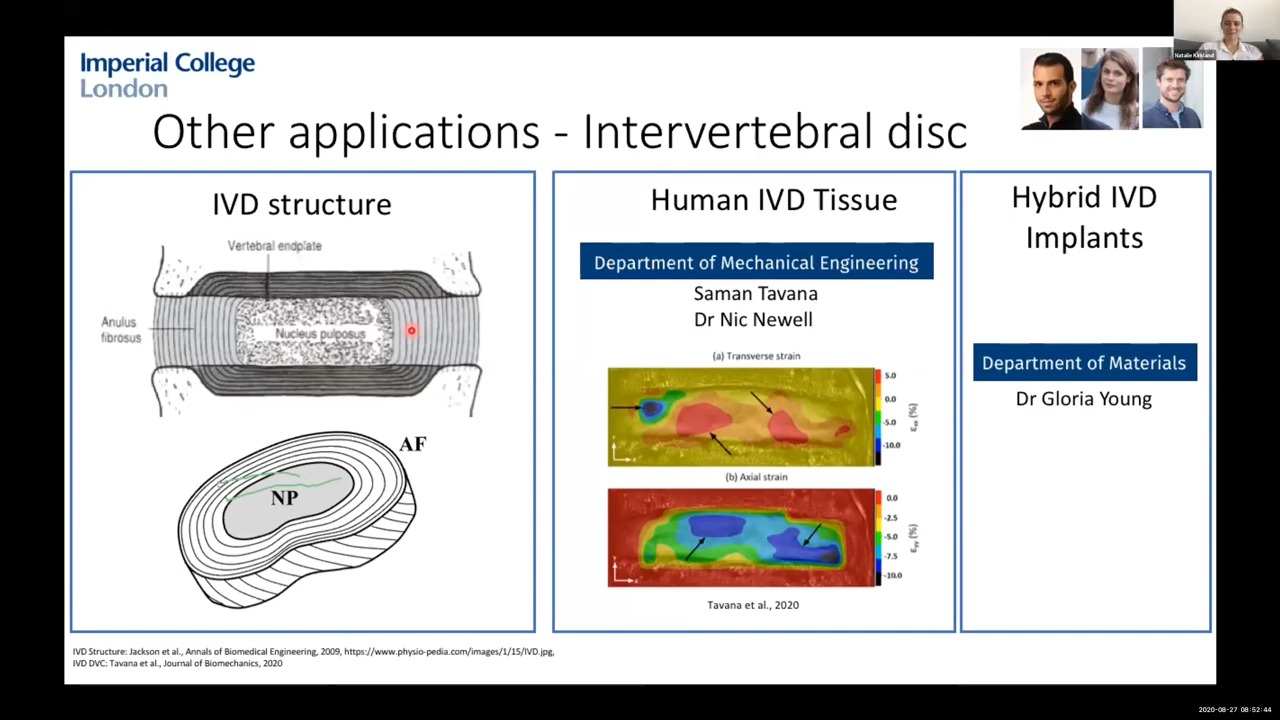 Imperial College
London
Natalie Kirkland
Other applications - Intervertebral disc
IVD structure
Vertebral endplate
Anulus
fibrosus
Nucleus pulposus
AF
NP
Human IVD Tissue
Department of Mechanical Engineering
Saman Tavana
Dr Nic Newell
(a) Transverse strain
5.0
0.0
-5.0
-10.0
εxx (%)
Y
X
(b) Axial strain
0.0
-2.5
-5.0
-7.5
-10.0
εyy (%)
Y
X
Tavana et al., 2020
Hybrid IVD
Implants
Department of Materials
Dr Gloria Young
IVD Structure: Jackson et al., Annals of Biomedical Engineering, 2009, https://www.physio-pedia.com/images/1/15/IVD.jpg,
IVD DVC: Tavana et al., Journal of Biomechanics, 2020
2020-08-27 08:52:44